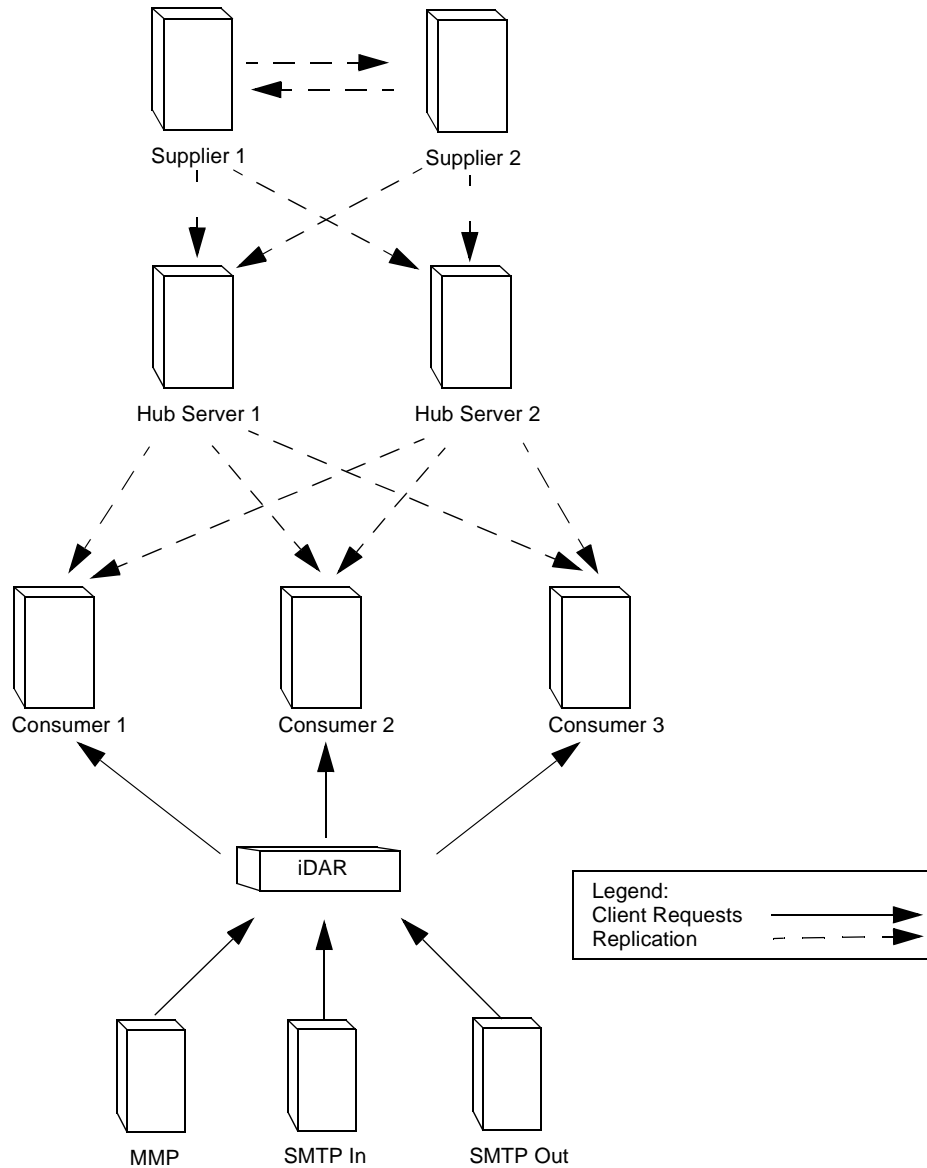 Supplier 1
Supplier 2
Hub Server 1
Hub Server 2
Consumer 1
Consumer 2
Consumer 3
iDAR
Legend:
Client Requests
Replication
MMP
SMTP In
SMTP Out